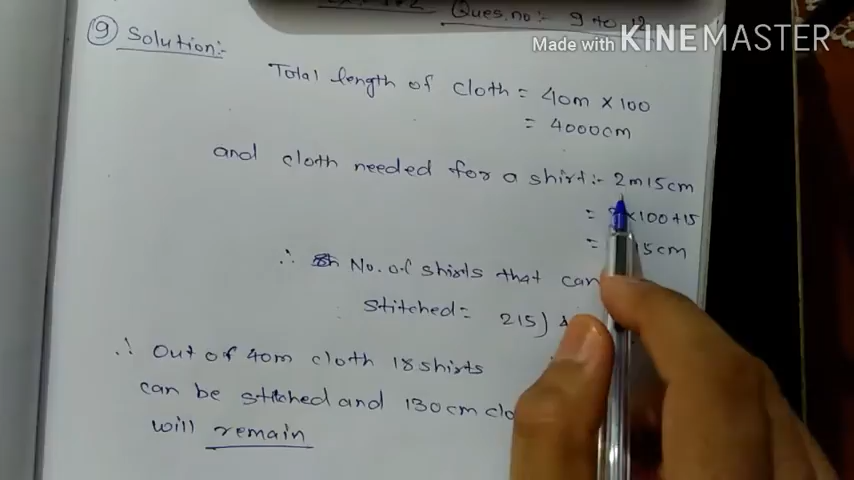 Ques.no:- 9 to 12
Made with KINEMASTER
⑨ Solution:-
Total length of cloth = 40m × 100
= 4000cm
and cloth needed for a shirt:- 2m15cm
= ×100+15
= 15cm
∴ No. of shirts that can
stitched = 215)
∴ Out of 40m cloth 18 shirts
can be stitched and 130cm clo
will remain